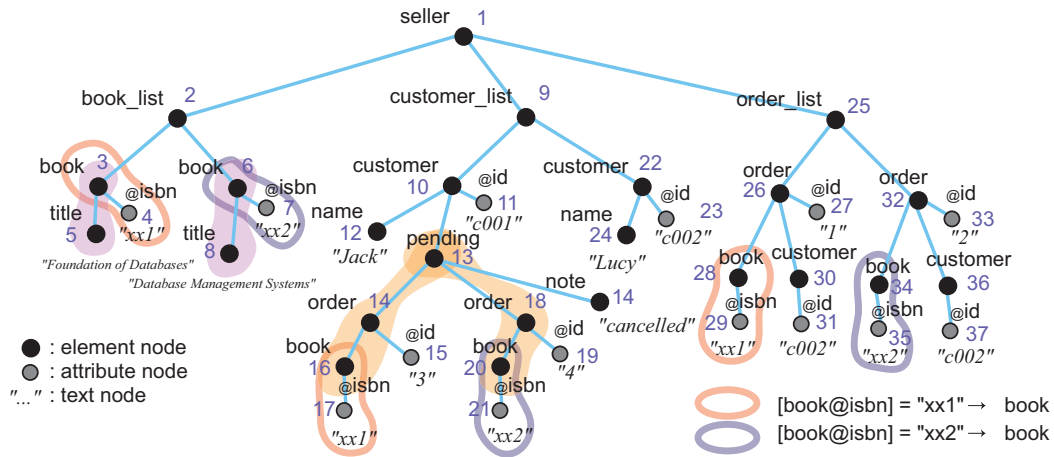 seller 1
book_list 2
customer_list 9
order_list 25
book 3
@isbn
4
"xx1"
title
5
"Foundation of Databases"
book 6
@isbn
7
"xx2"
title
8
"Database Management Systems"
customer
10
@id
11
"c001"
name
12
"Jack"
pending
13
customer 22
@id
23
"c002"
name
24
"Lucy"
order 14
@id
15
"3"
book
16
@isbn
17
"xx1"
order 18
@id
19
"4"
book
20
@isbn
21
"xx2"
note
14
"cancelled"
order
26
@id
27
"1"
book
28
@isbn
29
"xx1"
customer
30
@id
31
"c002"
order
32
@id
33
"2"
book
34
@isbn
35
"xx2"
customer
36
@id
37
"c002"
: element node
: attribute node
"..." : text node
[book@isbn] = "xx1" → book
[book@isbn] = "xx2" → book